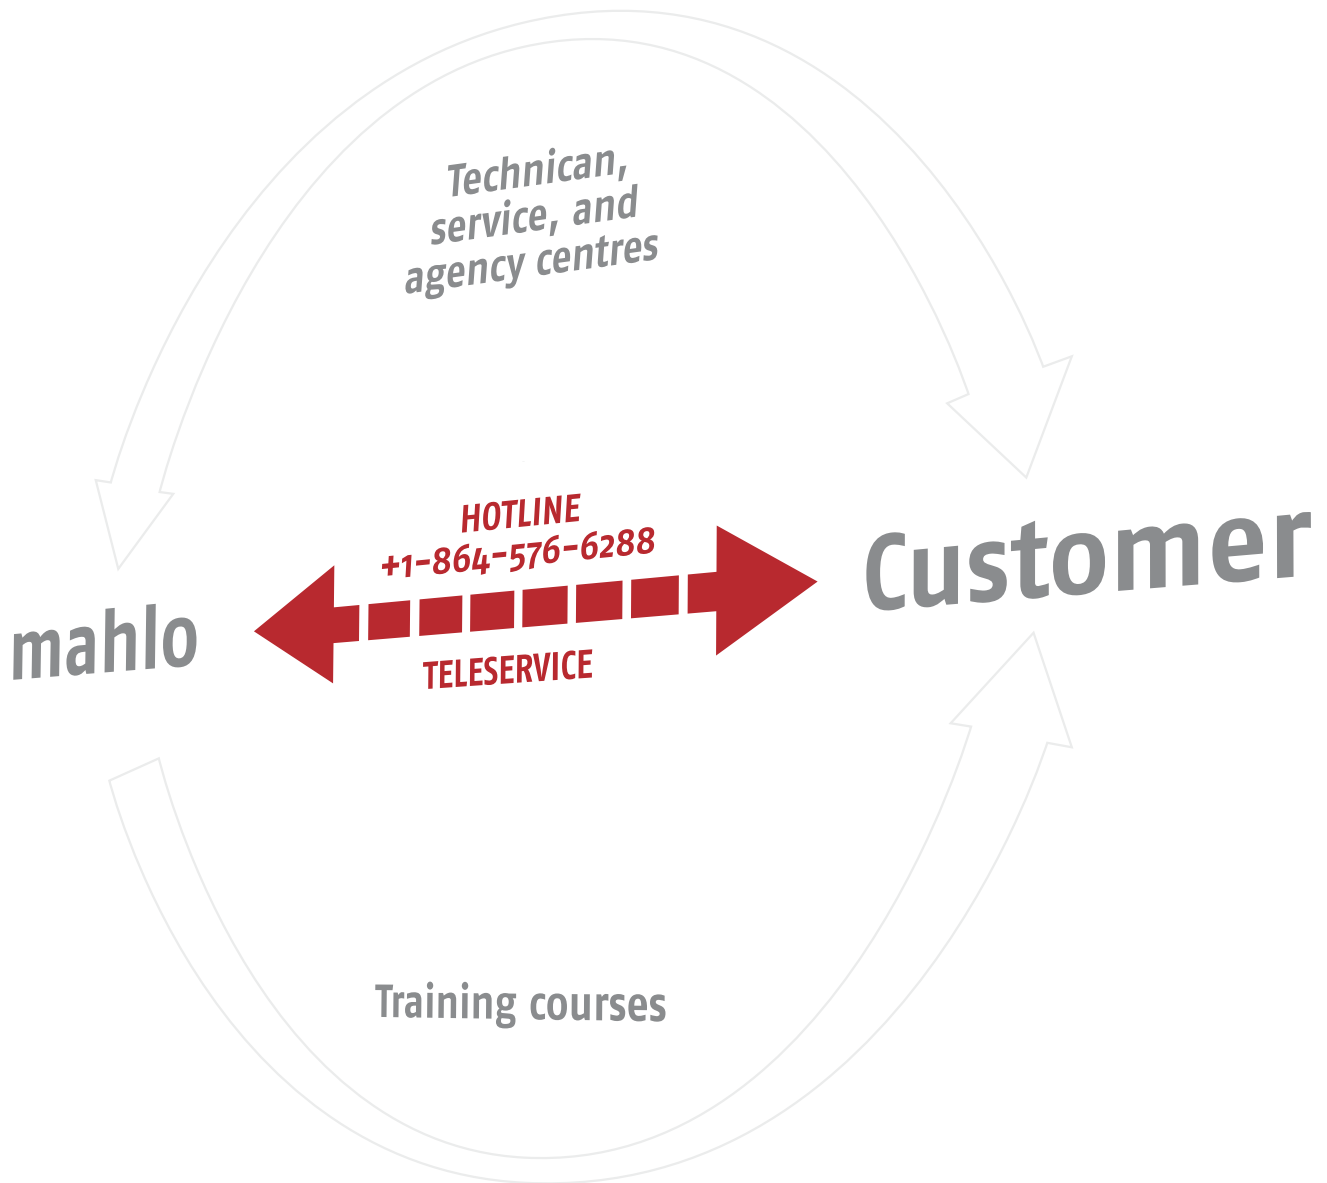 Technican,
service, and
agency centres
HOTLINE
+1-864-576-6288
Customer
mahlo
TELESERVICE
Training courses